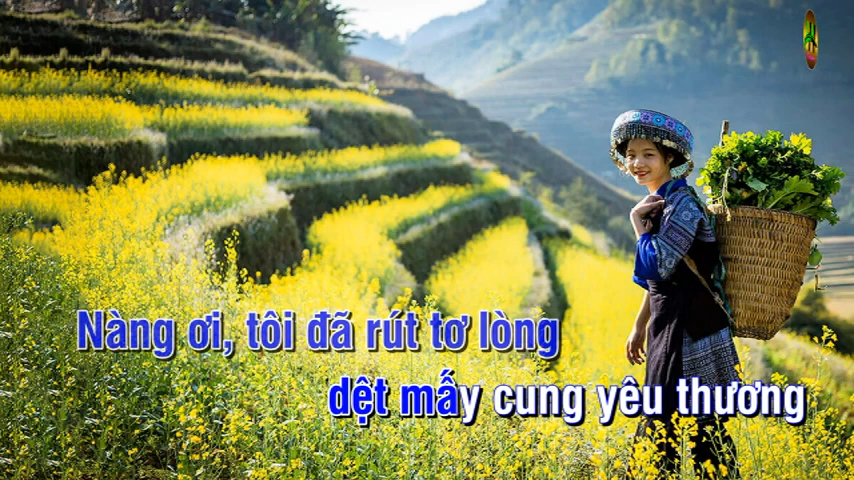 Nàng ơi, tôi đã rút tơ lòng
dệt mấy cung yêu thương